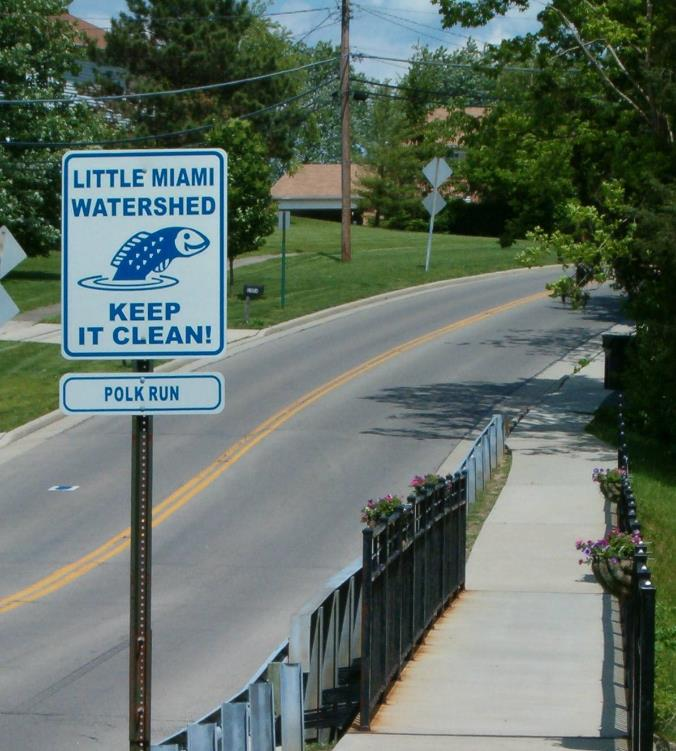 LITTLE MIAMI
WATERSHED
KEEP
IT CLEAN!
POLK RUN